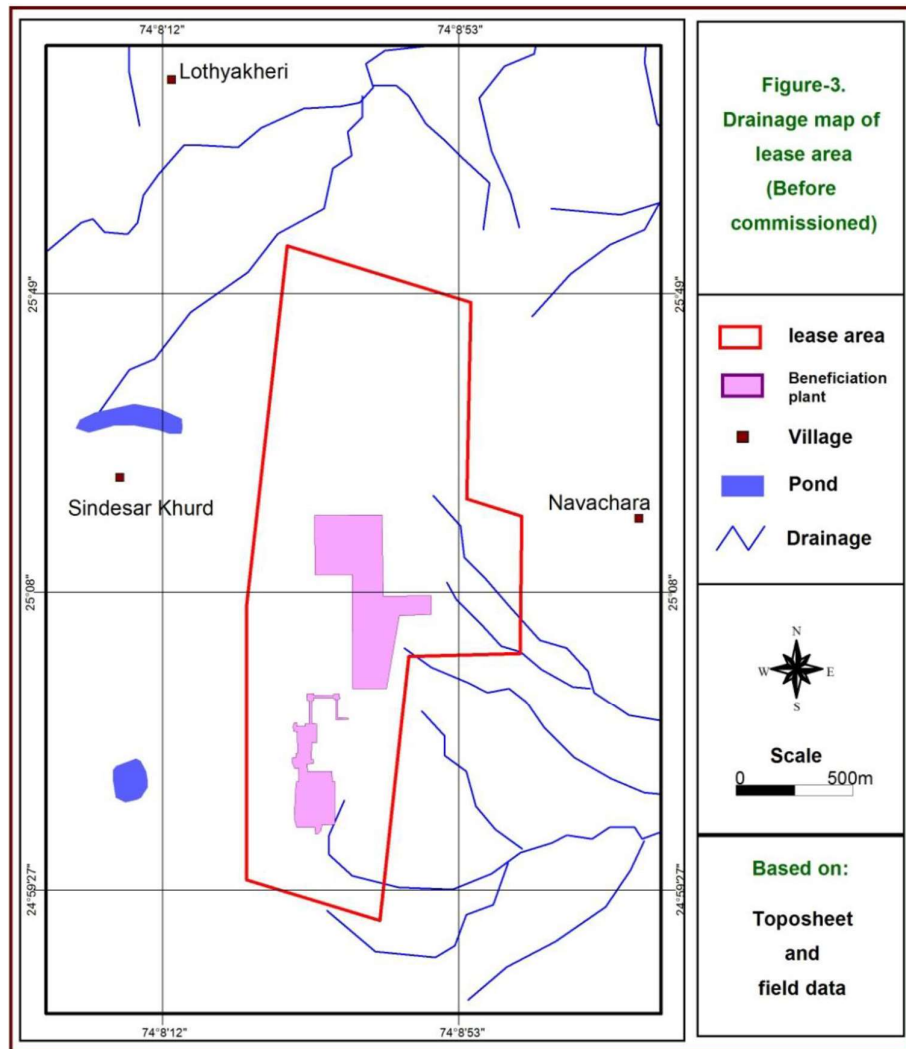 74°8'12"
74°8'53"
Lothyakheri
25°49"
25°49"
Sindesar Khurd
Navachara
25°08"
25°08"
24°59'27"
24°59'27"
74°8'12"
74°8'53"
Figure-3.
Drainage map of
lease area
(Before
commissioned)
lease area
Beneficiation
plant
Village
Pond
Drainage
N
W E
S
Scale
0 500m
Based on:
Toposheet
and
field data